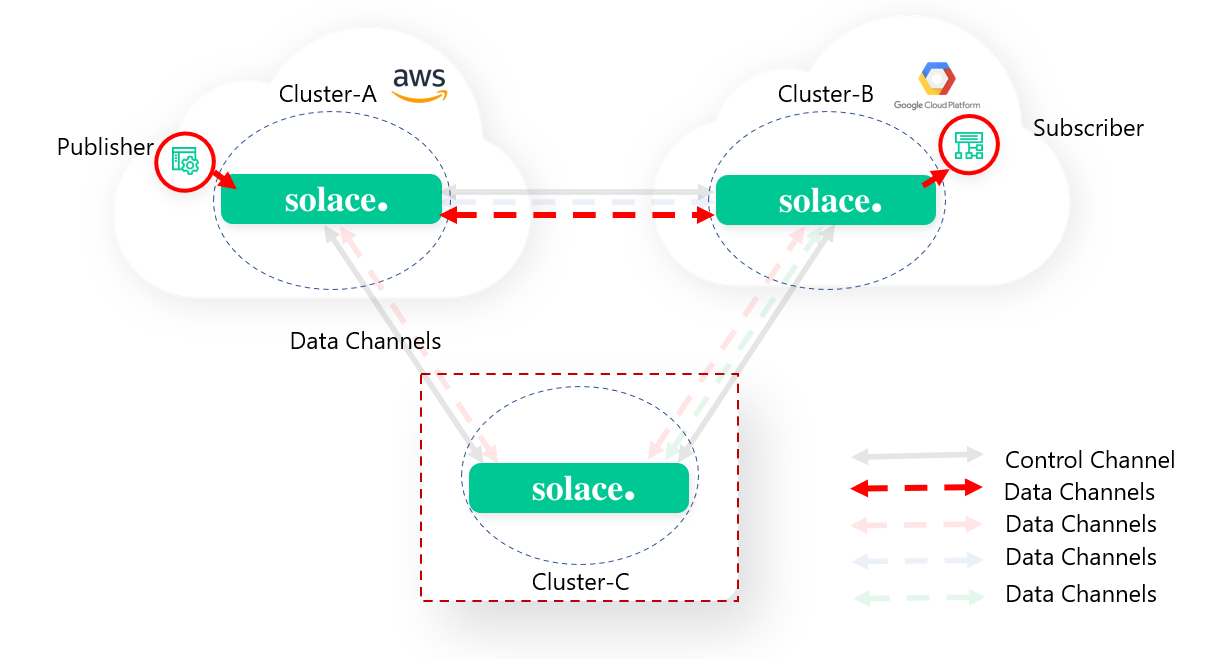 Cluster-A
aws
Cluster-B
Google Cloud Platform
Publisher
Subscriber
solace.
solace.
Data Channels
solace.
Cluster-C
Control Channel
Data Channels
Data Channels
Data Channels
Data Channels